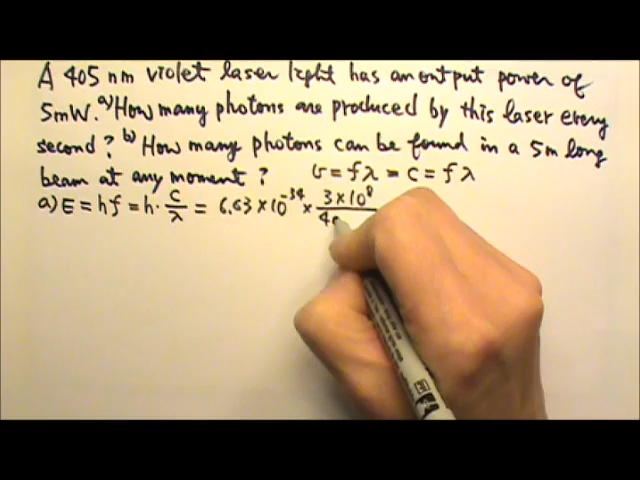 A 405 nm violet laser light has an output power of
5mW. a) How many photons are produced by this laser every
second? b) How many photons can be found in a 5m long
beam at any moment? v = fλ = c = fλ
a) E = hf = h · c/λ = 6.63 × 10^-34 × 3 × 10^8 / 40